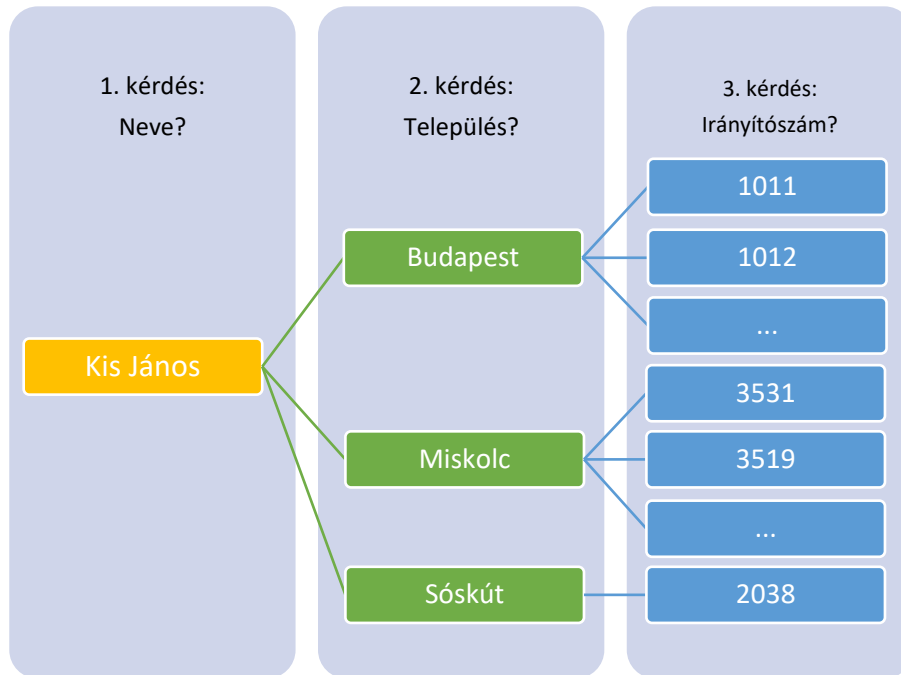 1. kérdés:
Neve?
Kis János
2. kérdés:
Település?
Budapest
Miskolc
Sóskút
3. kérdés:
Irányítószám?
1011
1012
...
3531
3519
...
2038